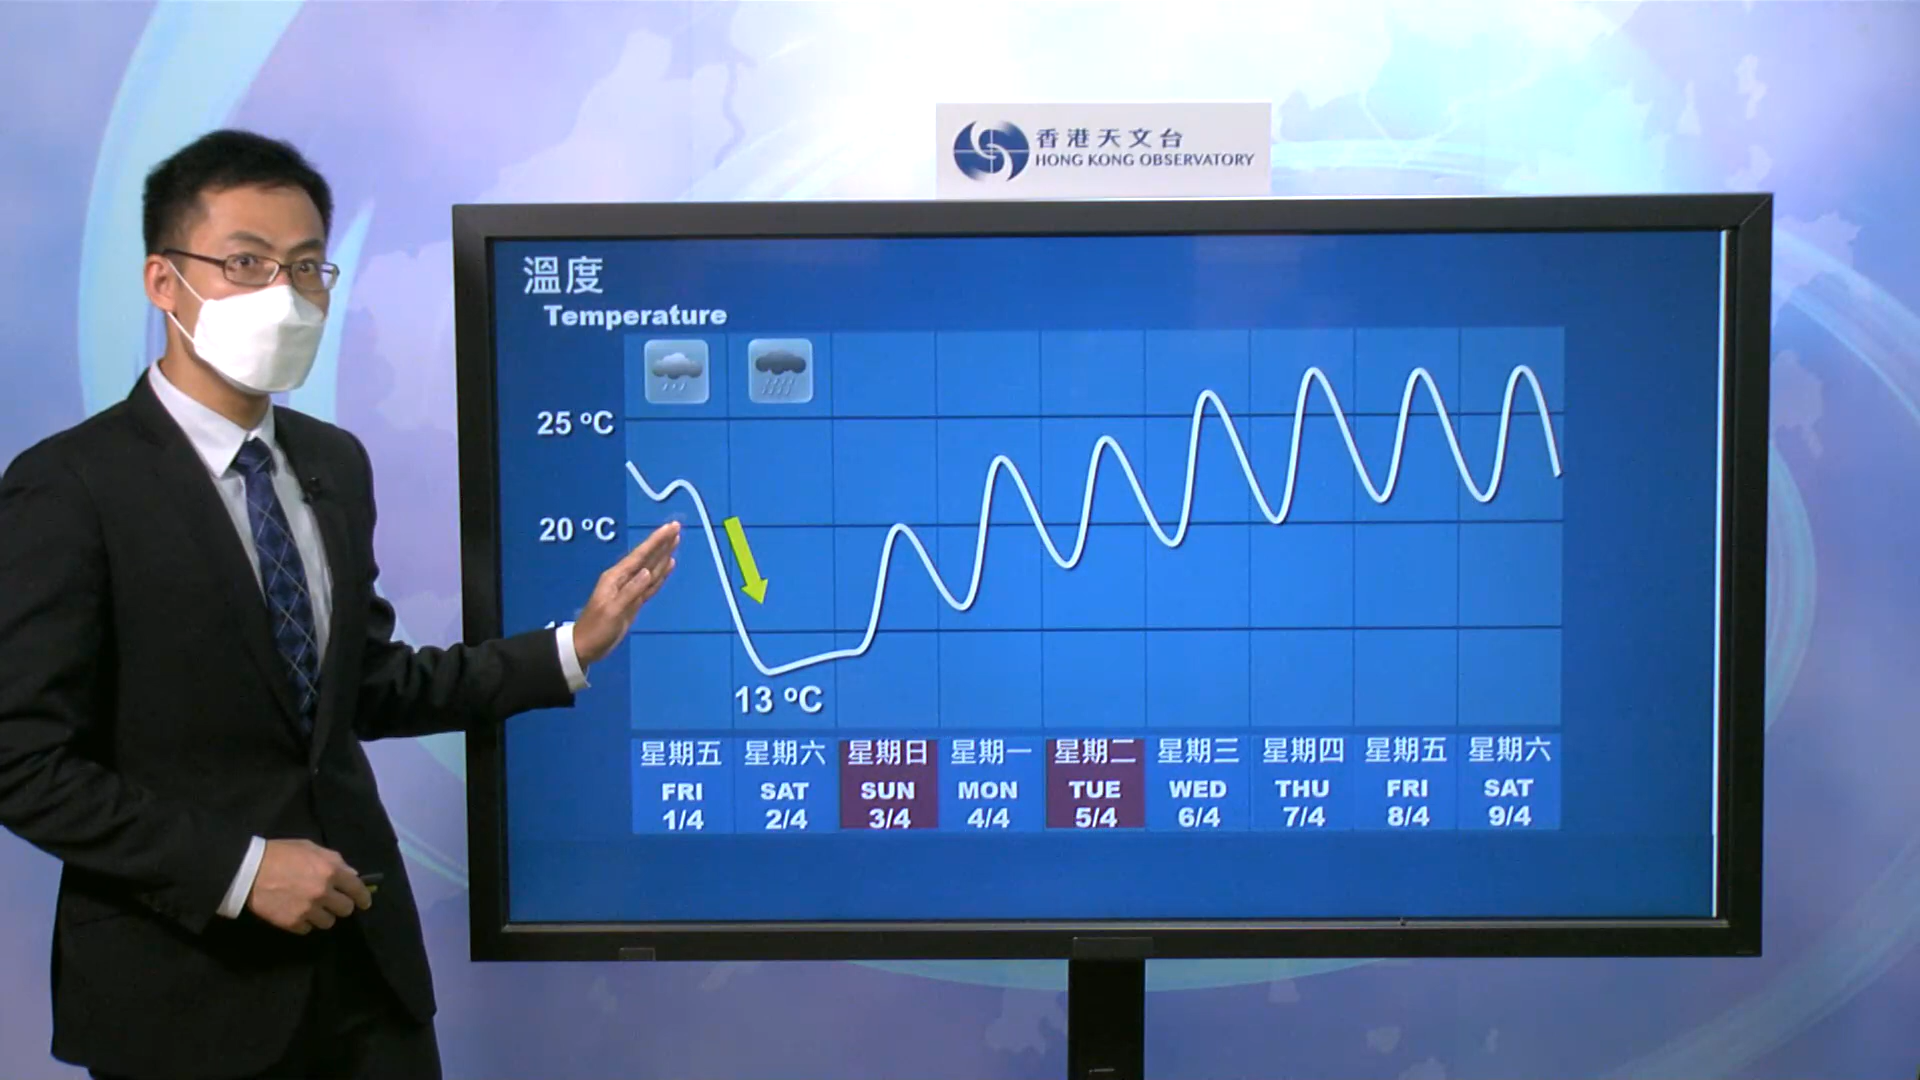 香港天文台
HONG KONG OBSERVATORY
溫度
Temperature
25 ºC
20 ºC
13 ºC
星期五 星期六 星期日 星期一 星期二 星期三 星期四 星期五 星期六
FRI SAT SUN MON TUE WED THU FRI SAT
1/4 2/4 3/4 4/4 5/4 6/4 7/4 8/4 9/4